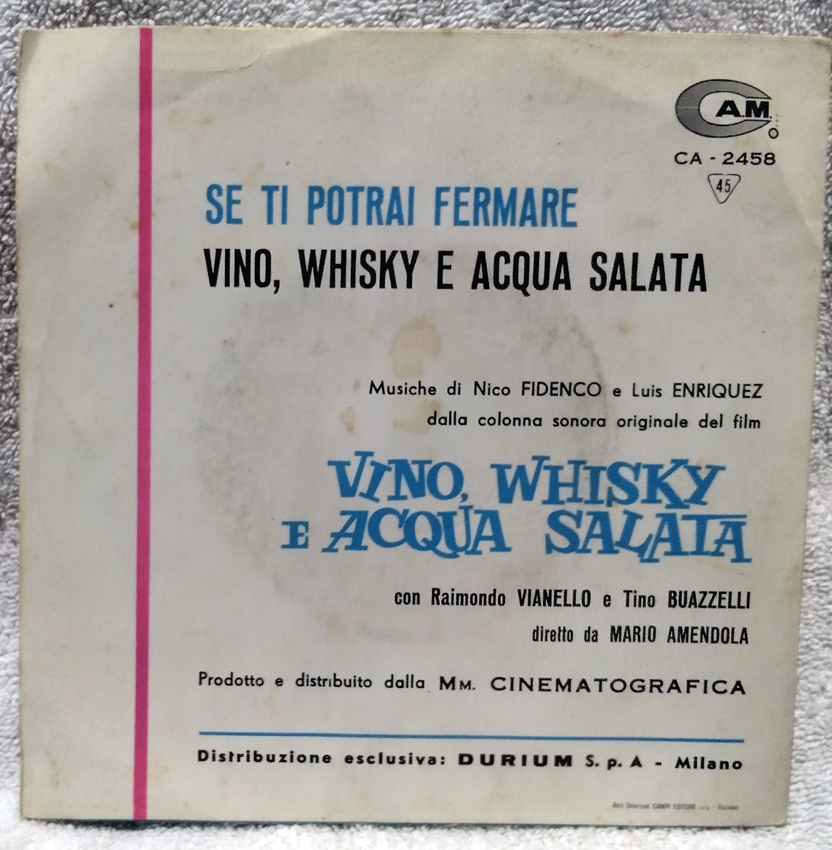 C.A.M.
CA - 2458
45
SE TI POTRAI FERMARE
VINO, WHISKY E ACQUA SALATA
Musiche di Nico FIDENCO e Luis ENRIQUEZ
dalla colonna sonora originale del film
VINO, WHISKY
E ACQUA SALATA
con Raimondo VIANELLO e Tino BUAZZELLI
diretto da MARIO AMENDOLA
Prodotto e distribuito dalla MM. CINEMATOGRAFICA
Distribuzione esclusiva: DURIUM S. p. A - Milano
CAMPI EDITORE